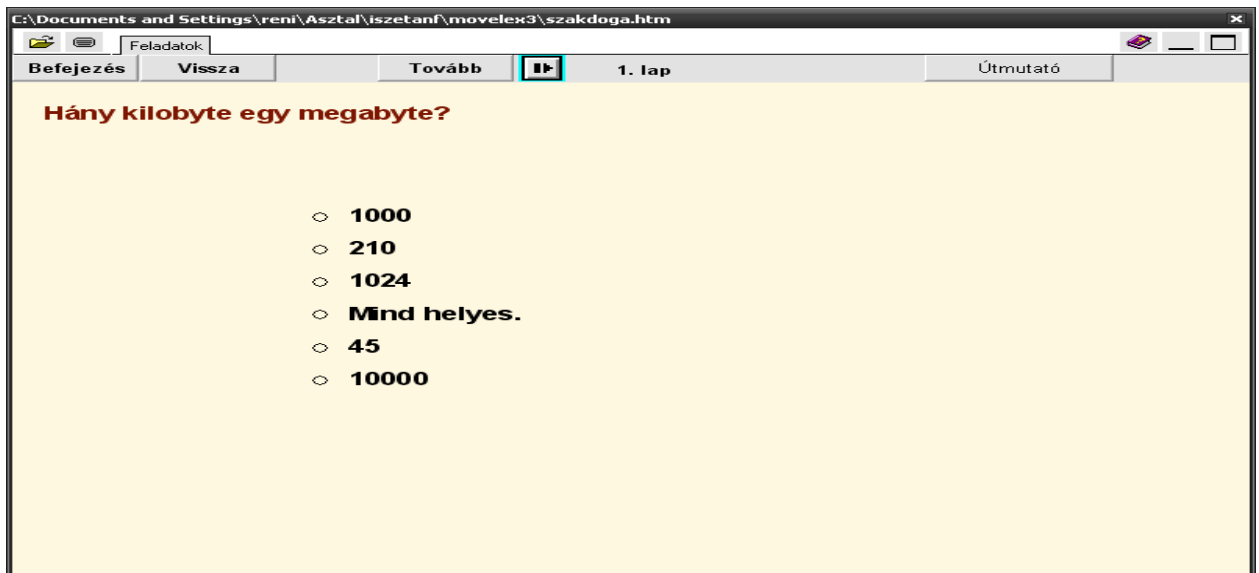 C:\Documents and Settings\reni\Asztal\iszetanf\movelex3\szakdoga.htm
Feladatok
Befejezés Vissza Tovább 1. lap Útmutató
Hány kilobyte egy megabyte?
1000
210
1024
Mind helyes.
45
10000